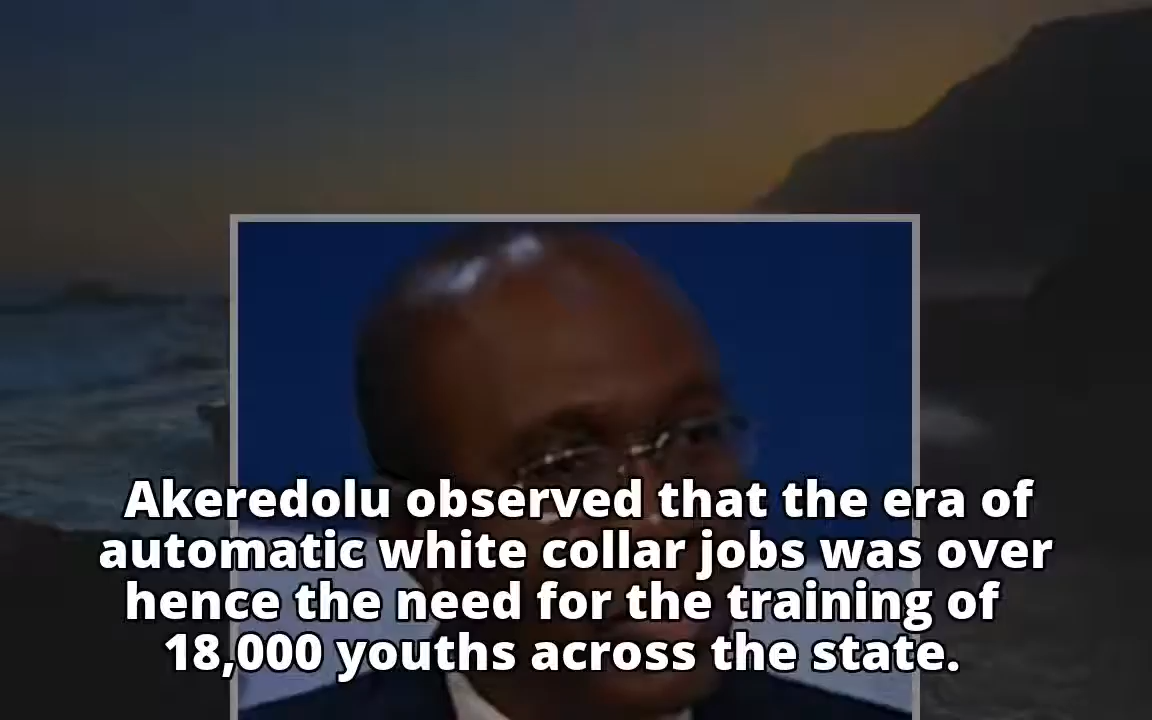 Akeredolu observed that the era of
automatic white collar jobs was over
hence the need for the training of
18,000 youths across the state.